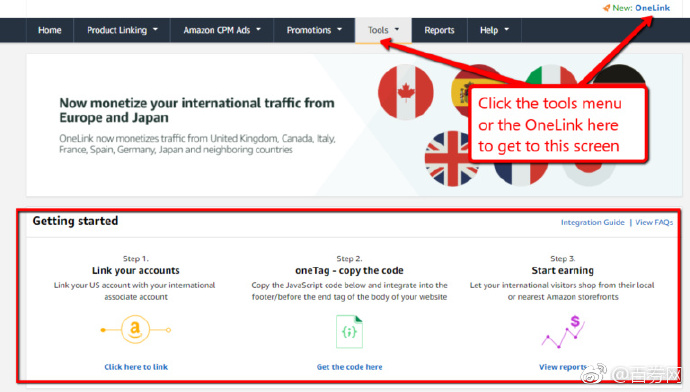 New: OneLink
Home Product Linking Amazon CPM Ads Promotions Tools Reports Help
Now monetize your international traffic from
Europe and Japan
OneLink now monetizes traffic from United Kingdom, Canada, Italy,
France, Spain, Germany, Japan and neighboring countries
Click the tools menu
or the OneLink here
to get to this screen
Getting started
Integration Guide | View FAQs
Step 1.
Link your accounts
Link your US account with your international
associate account
Click here to link
Step 2.
oneTag - copy the code
Copy the JavaScript code below and integrate into the
footer/before the end tag of the body of your website
{;}
Get the code here
Step 3.
Start earning
Let your international visitors shop from their local
or nearest Amazon storefronts
$
View reports
@百券网